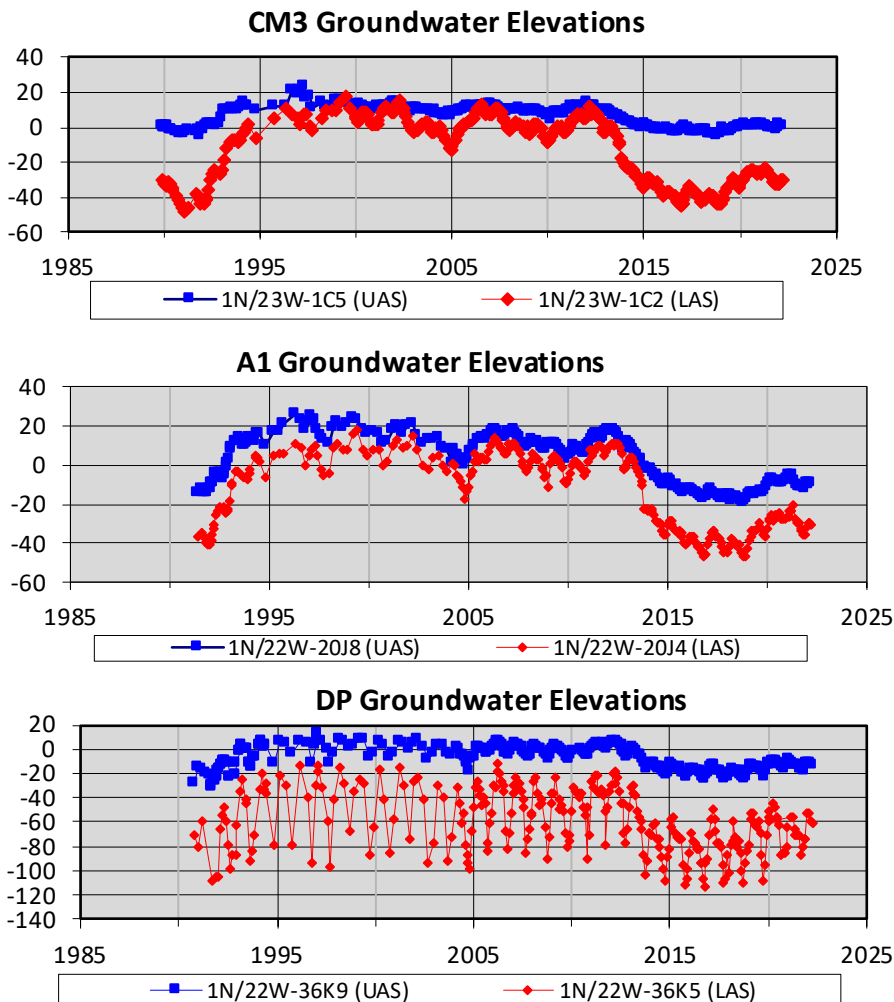 CM3 Groundwater Elevations
40
20
0
-20
-40
-60
1985 1995 2005 2015 2025
1N/23W-1C5 (UAS) 1N/23W-1C2 (LAS)
A1 Groundwater Elevations
40
20
0
-20
-40
-60
1985 1995 2005 2015 2025
1N/22W-20J8 (UAS) 1N/22W-20J4 (LAS)
DP Groundwater Elevations
20
0
-20
-40
-60
-80
-100
-120
-140
1985 1995 2005 2015 2025
1N/22W-36K9 (UAS) 1N/22W-36K5 (LAS)